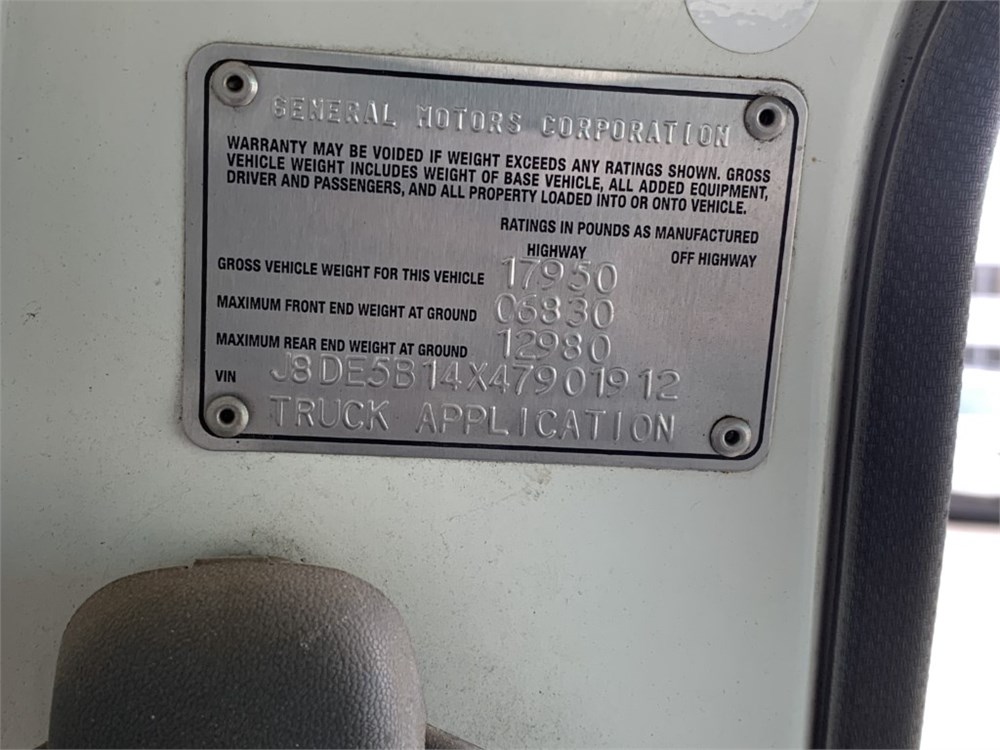 GENERAL MOTORS CORPORATION
WARRANTY MAY BE VOIDED IF WEIGHT EXCEEDS ANY RATINGS SHOWN. GROSS
VEHICLE WEIGHT INCLUDES WEIGHT OF BASE VEHICLE, ALL ADDED EQUIPMENT,
DRIVER AND PASSENGERS, AND ALL PROPERTY LOADED INTO OR ONTO VEHICLE.
RATINGS IN POUNDS AS MANUFACTURED
HIGHWAY OFF HIGHWAY
GROSS VEHICLE WEIGHT FOR THIS VEHICLE 17950
MAXIMUM FRONT END WEIGHT AT GROUND 06830
MAXIMUM REAR END WEIGHT AT GROUND 12980
VIN J8DE5B14X47901912
TRUCK APPLICATION